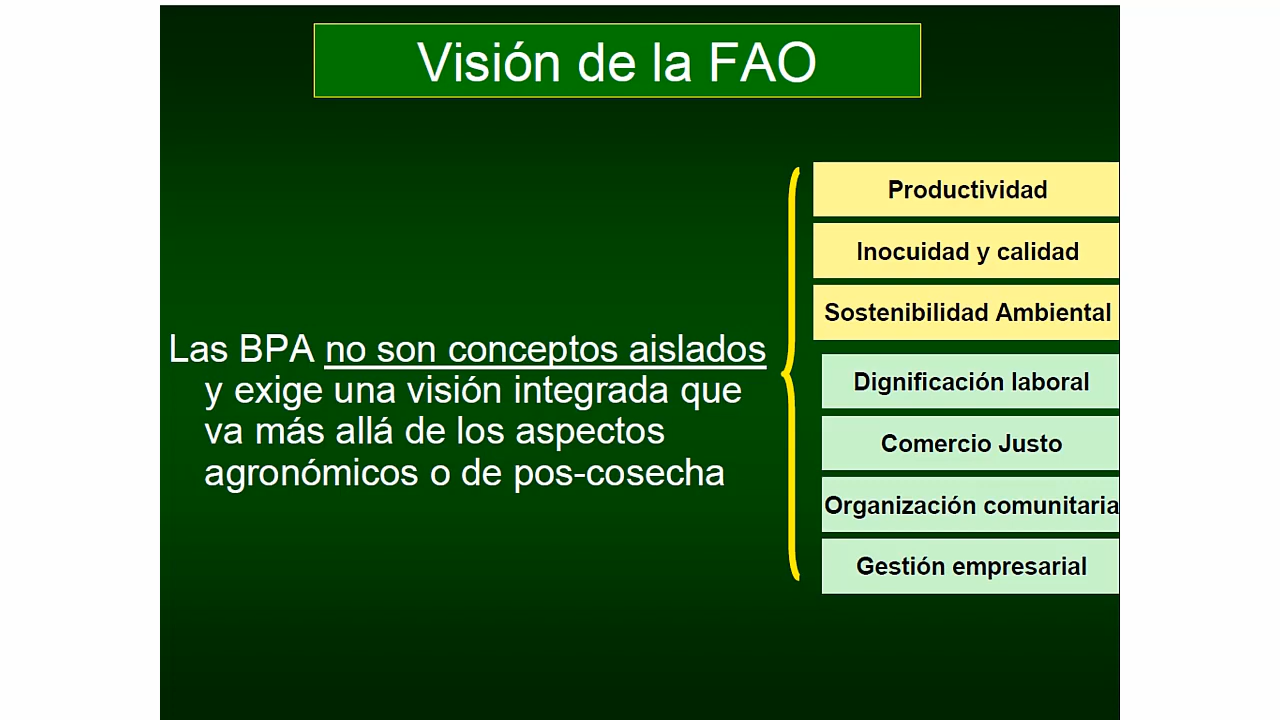 Visión de la FAO
Las BPA no son conceptos aislados
y exige una visión integrada que
va más allá de los aspectos
agronómicos o de pos-cosecha
Productividad
Inocuidad y calidad
Sostenibilidad Ambiental
Dignificación laboral
Comercio Justo
Organización comunitaria
Gestión empresarial